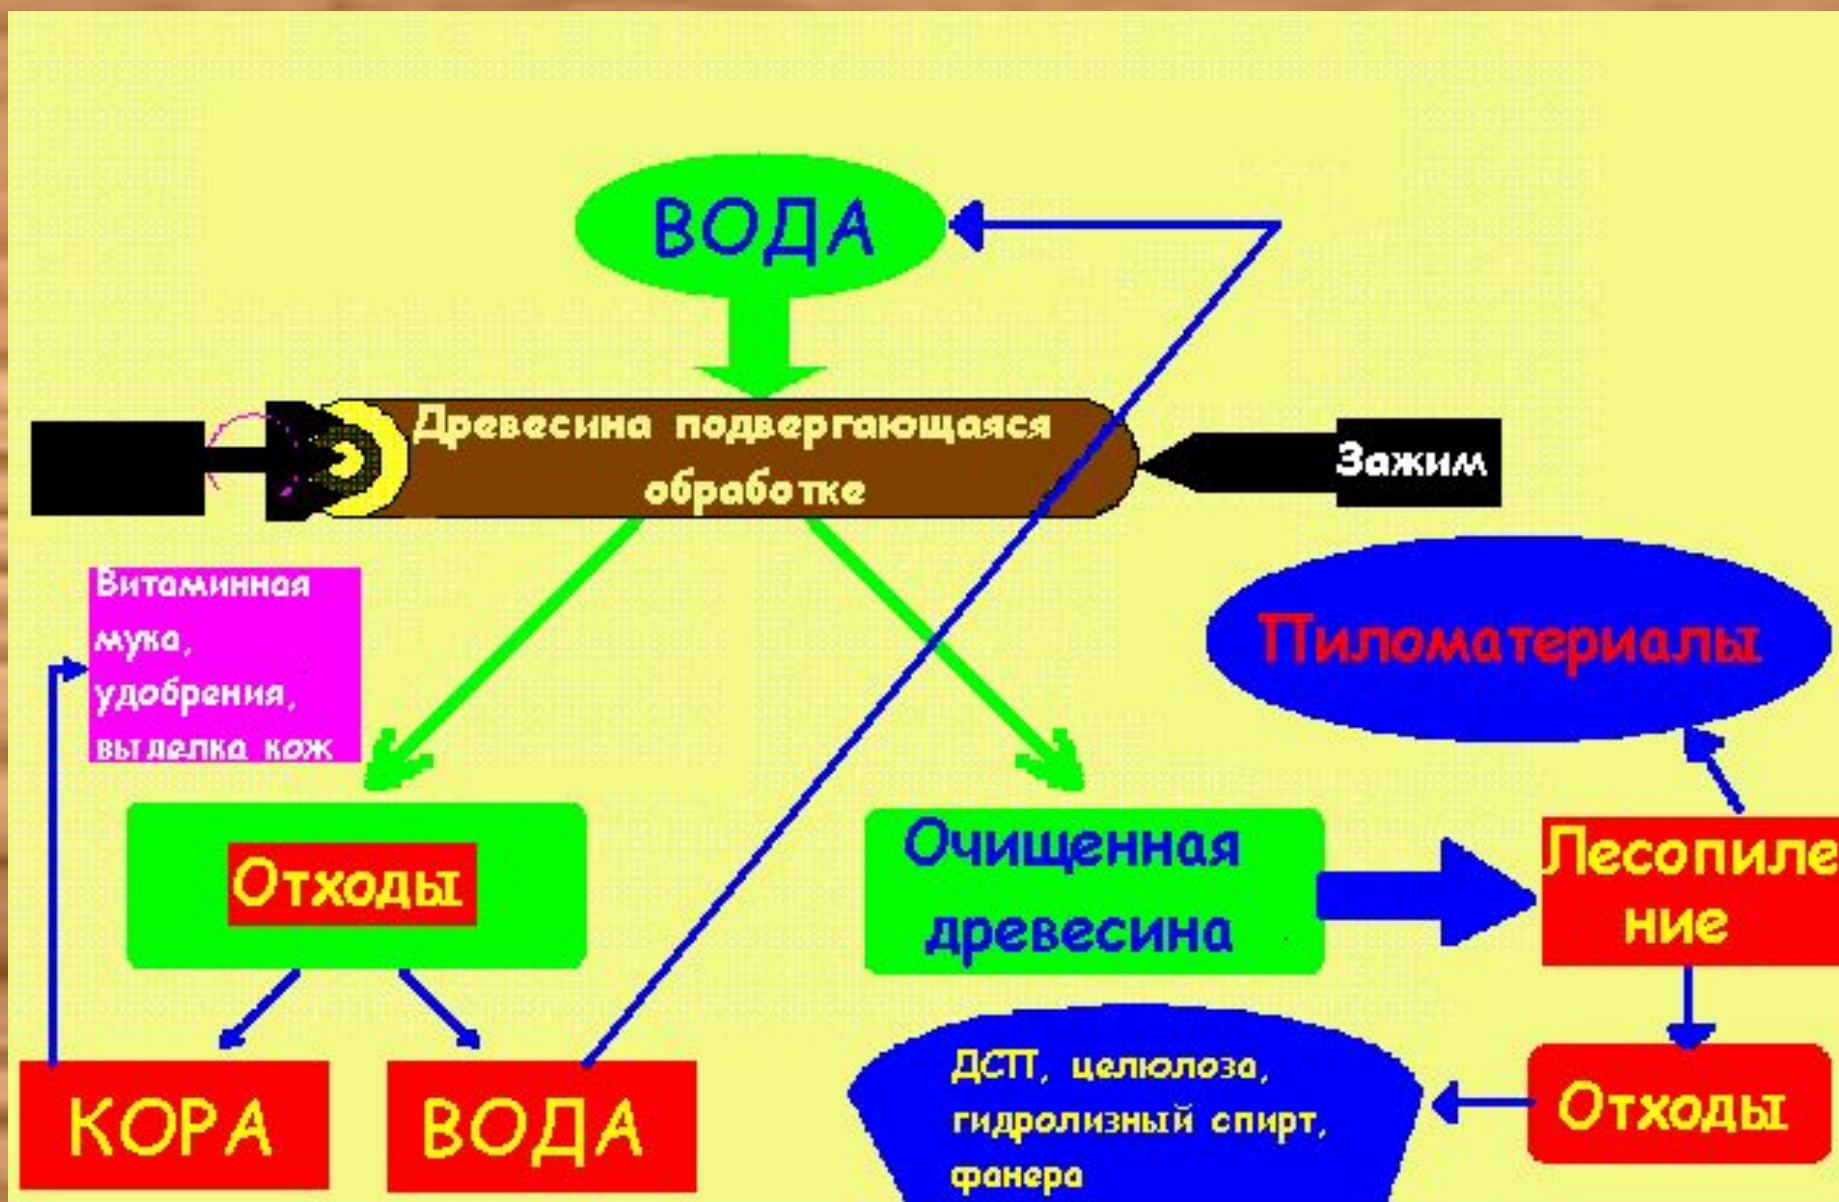 ВОДА
Древесина подвергающаяся
обработке
Зажим
Витаминная
мука,
удобрения,
выделка кож
Пиломатериалы
Отходы
Очищенная
древесина
Лесопиле
ние
КОРА
ВОДА
ДСП, целюлоза,
гидролизный спирт,
фанера
Отходы